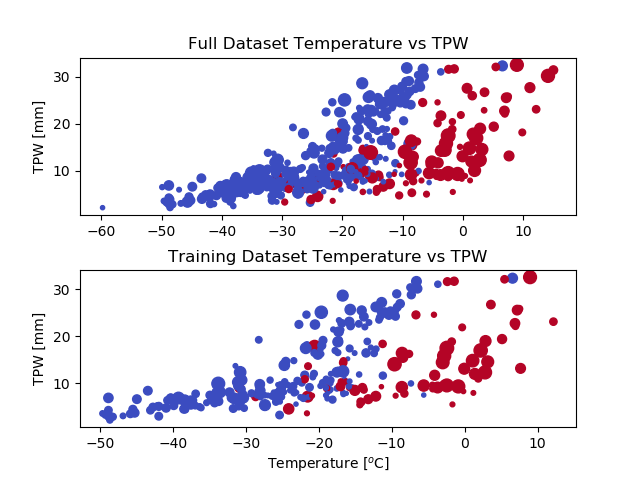 Full Dataset Temperature vs TPW
30
20
10
TPW [mm]
−60 −50 −40 −30 −20 −10 0 10
Training Dataset Temperature vs TPW
30
20
10
TPW [mm]
−50 −40 −30 −20 −10 0 10
Temperature [°C]